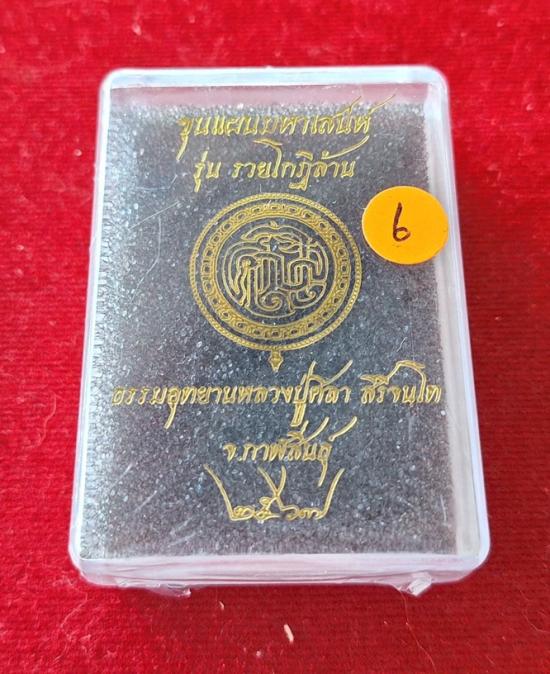 ขุนแผนมหาเสน่ห์
รุ่น รวยโกฏิล้าน
6
ธรรมอุทยานหลวงปู่ศิลา สิริจนฺโท
จ.กาฬสินธุ์
๒๕๖๗